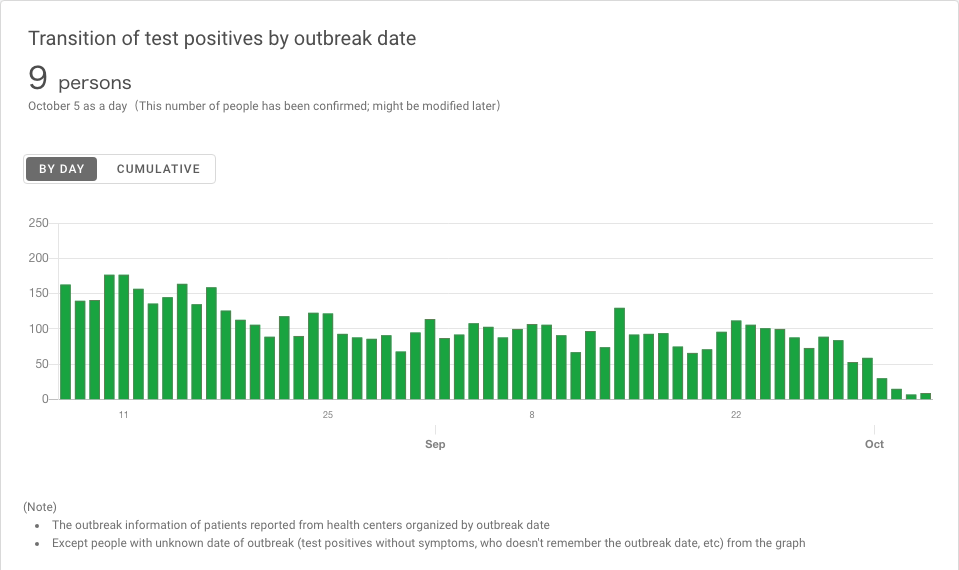 Transition of test positives by outbreak date
9 persons
October 5 as a day（This number of people has been confirmed; might be modified later）
BY DAY CUMULATIVE
250
200
150
100
50
0
11 25 8 22
Sep Oct
(Note)
• The outbreak information of patients reported from health centers organized by outbreak date
• Except people with unknown date of outbreak (test positives without symptoms, who doesn't remember the outbreak date, etc) from the graph